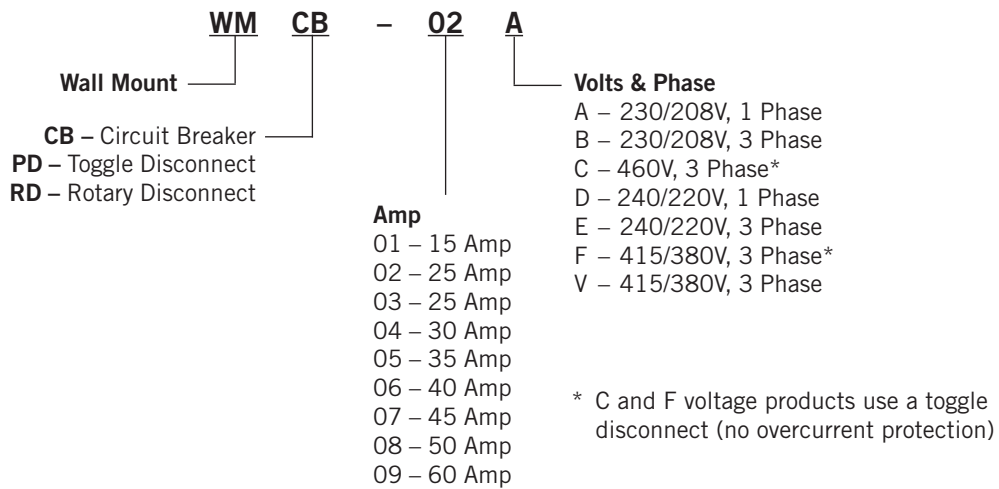 WM CB – 02 A
Wall Mount
CB – Circuit Breaker
PD – Toggle Disconnect
RD – Rotary Disconnect
Amp
01 – 15 Amp
02 – 25 Amp
03 – 25 Amp
04 – 30 Amp
05 – 35 Amp
06 – 40 Amp
07 – 45 Amp
08 – 50 Amp
09 – 60 Amp
Volts & Phase
A – 230/208V, 1 Phase
B – 230/208V, 3 Phase
C – 460V, 3 Phase*
D – 240/220V, 1 Phase
E – 240/220V, 3 Phase
F – 415/380V, 3 Phase*
V – 415/380V, 3 Phase
* C and F voltage products use a toggle
disconnect (no overcurrent protection)